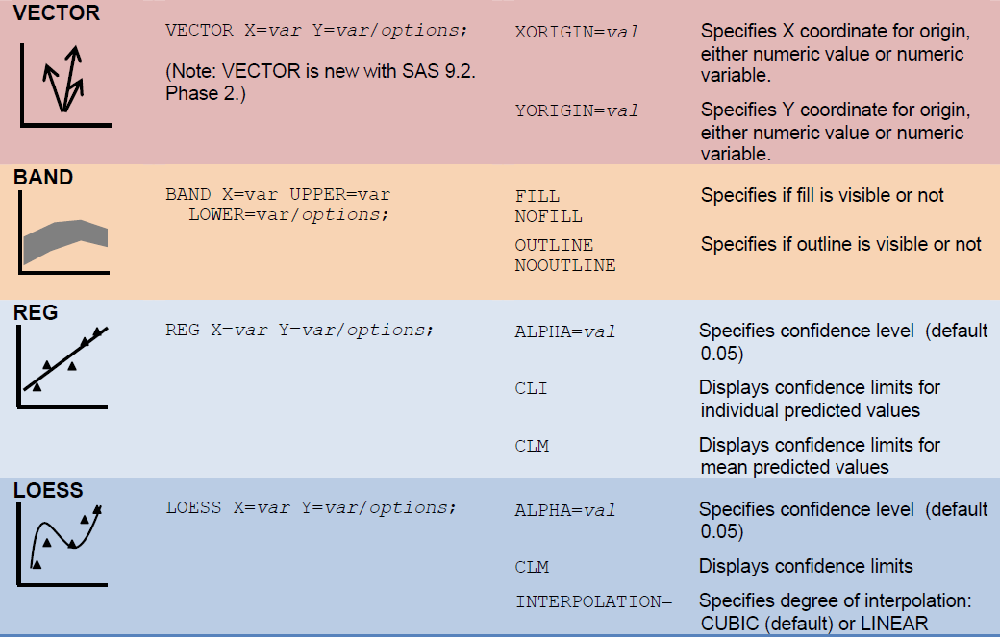 VECTOR
VECTOR X=var Y=var/options;
(Note: VECTOR is new with SAS 9.2.
Phase 2.)
XORIGIN=val
Specifies X coordinate for origin,
either numeric value or numeric
variable.
YORIGIN=val
Specifies Y coordinate for origin,
either numeric value or numeric
variable.
BAND
BAND X=var UPPER=var
LOWER=var/options;
FILL
NOFILL
Specifies if fill is visible or not
OUTLINE
NOOUTLINE
Specifies if outline is visible or not
REG
REG X=var Y=var/options;
ALPHA=val
Specifies confidence level (default
0.05)
CLI
Displays confidence limits for
individual predicted values
CLM
Displays confidence limits for
mean predicted values
LOESS
LOESS X=var Y=var/options;
ALPHA=val
Specifies confidence level (default
0.05)
CLM
Displays confidence limits
INTERPOLATION=
Specifies degree of interpolation:
CUBIC (default) or LINEAR